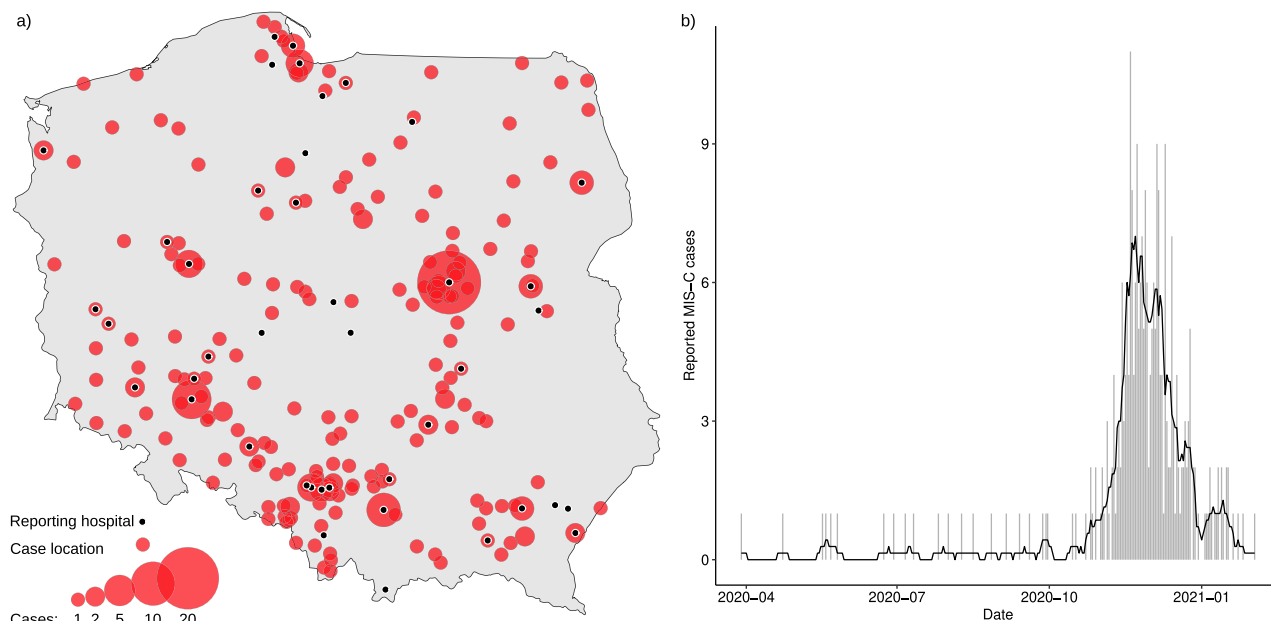 a)
Reporting hospital
Case location
Cases: 1 2 5 10 20
b)
Reported MIS−C cases
9
6
3
0
2020−04 2020−07 2020−10 2021−01
Date